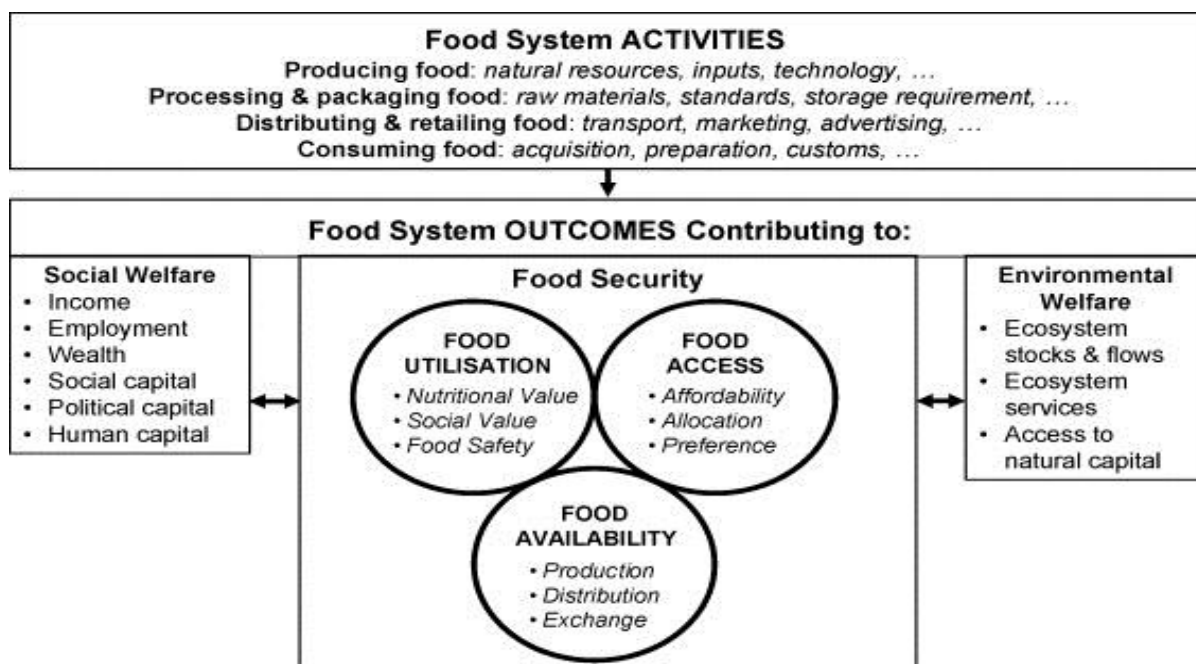 Food System ACTIVITIES
Producing food: natural resources, inputs, technology, …
Processing & packaging food: raw materials, standards, storage requirement, …
Distributing & retailing food: transport, marketing, advertising, …
Consuming food: acquisition, preparation, customs, …
Food System OUTCOMES Contributing to:
Social Welfare
• Income
• Employment
• Wealth
• Social capital
• Political capital
• Human capital
Food Security
FOOD
UTILISATION
• Nutritional Value
• Social Value
• Food Safety
FOOD
ACCESS
• Affordability
• Allocation
• Preference
FOOD
AVAILABILITY
• Production
• Distribution
• Exchange
Environmental
Welfare
• Ecosystem
stocks & flows
• Ecosystem
services
• Access to
natural capital